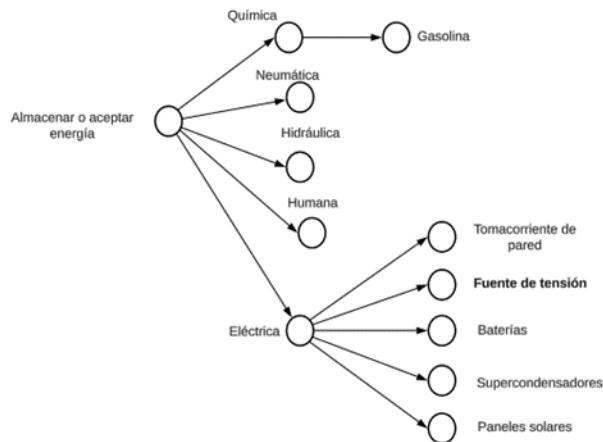 Química
Gasolina
Neumática
Almacenar o aceptar
energía
Hidráulica
Humana
Tomacorriente de
pared
Fuente de tensión
Eléctrica
Baterías
Supercondensadores
Paneles solares